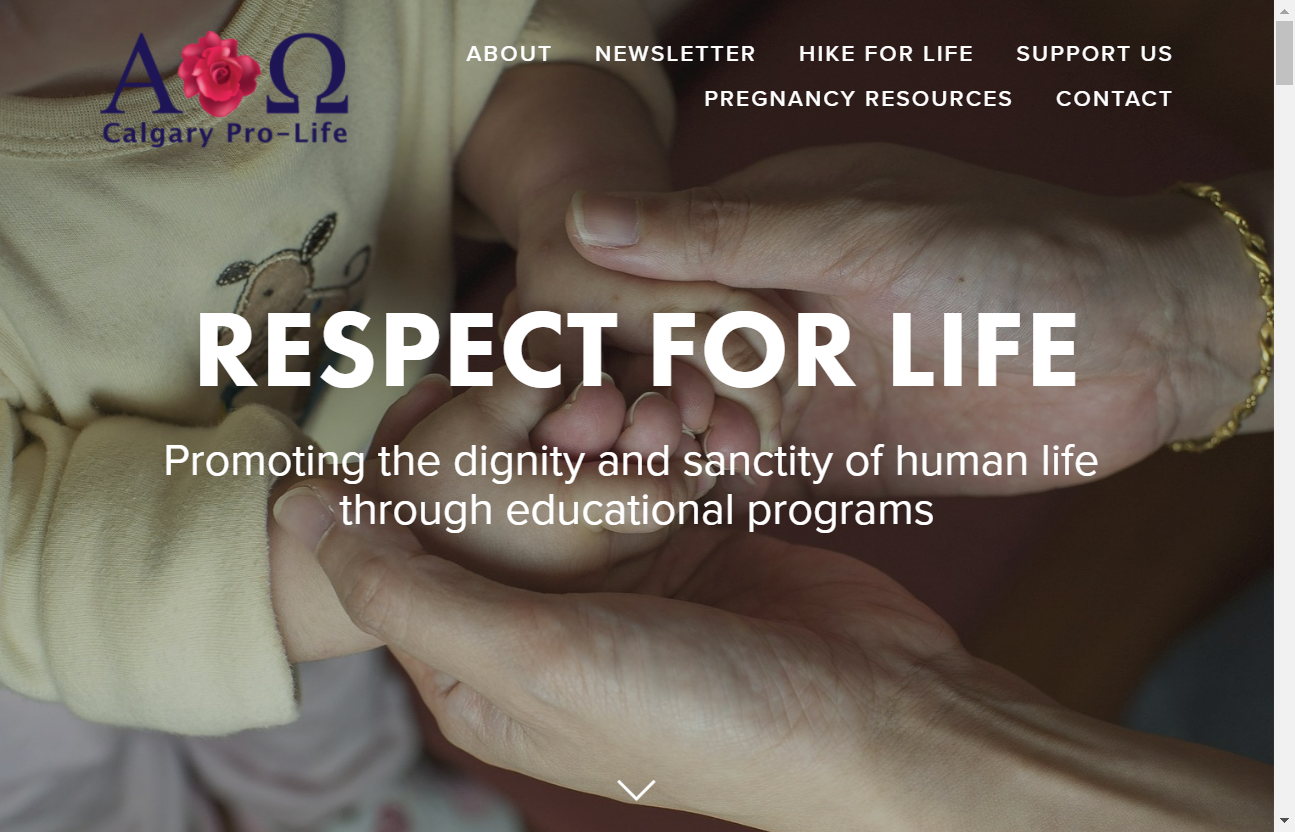 Α Ω
Calgary Pro-Life
ABOUT NEWSLETTER HIKE FOR LIFE SUPPORT US
PREGNANCY RESOURCES CONTACT
RESPECT FOR LIFE
Promoting the dignity and sanctity of human life
through educational programs